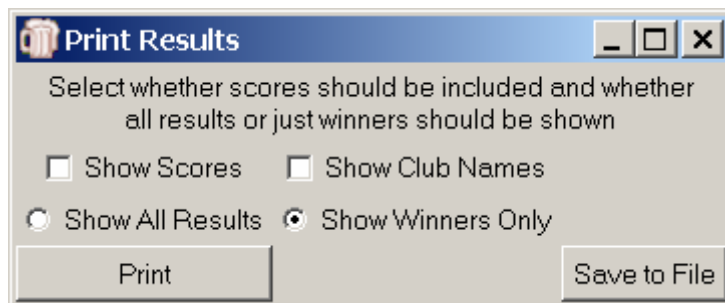 Print Results
Select whether scores should be included and whether
all results or just winners should be shown
Show Scores Show Club Names
Show All Results Show Winners Only
Print Save to File